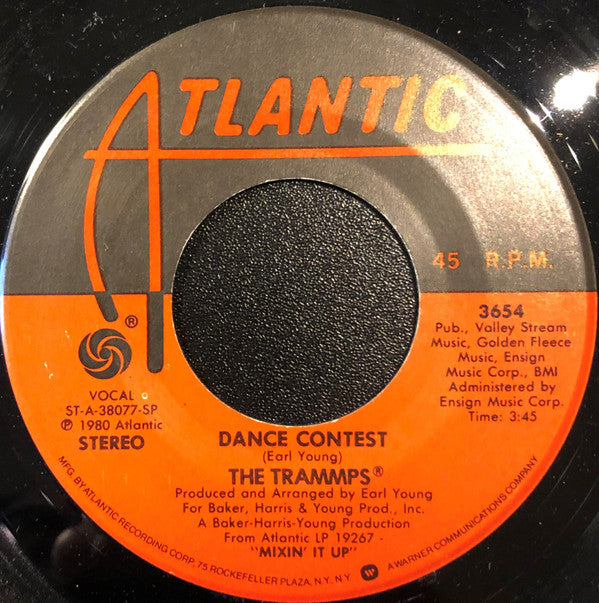 ATLANTIC
45 R.P.M.
3654
Pub., Valley Stream
Music, Golden Fleece
Music, Ensign
Music Corp., BMI
Administered by
Ensign Music Corp.
Time: 3:45
®
VOCAL
ST-A-38077-SP
℗ 1980 Atlantic
STEREO
DANCE CONTEST
(Earl Young)
THE TRAMMPS®
Produced and Arranged by Earl Young
For Baker, Harris & Young Prod., Inc.
A Baker-Harris-Young Production
From Atlantic LP 19267 -
"MIXIN' IT UP"
MFG. BY ATLANTIC RECORDING CORP. 75 ROCKEFELLER PLAZA, N.Y. N.Y. W A WARNER COMMUNICATIONS COMPANY